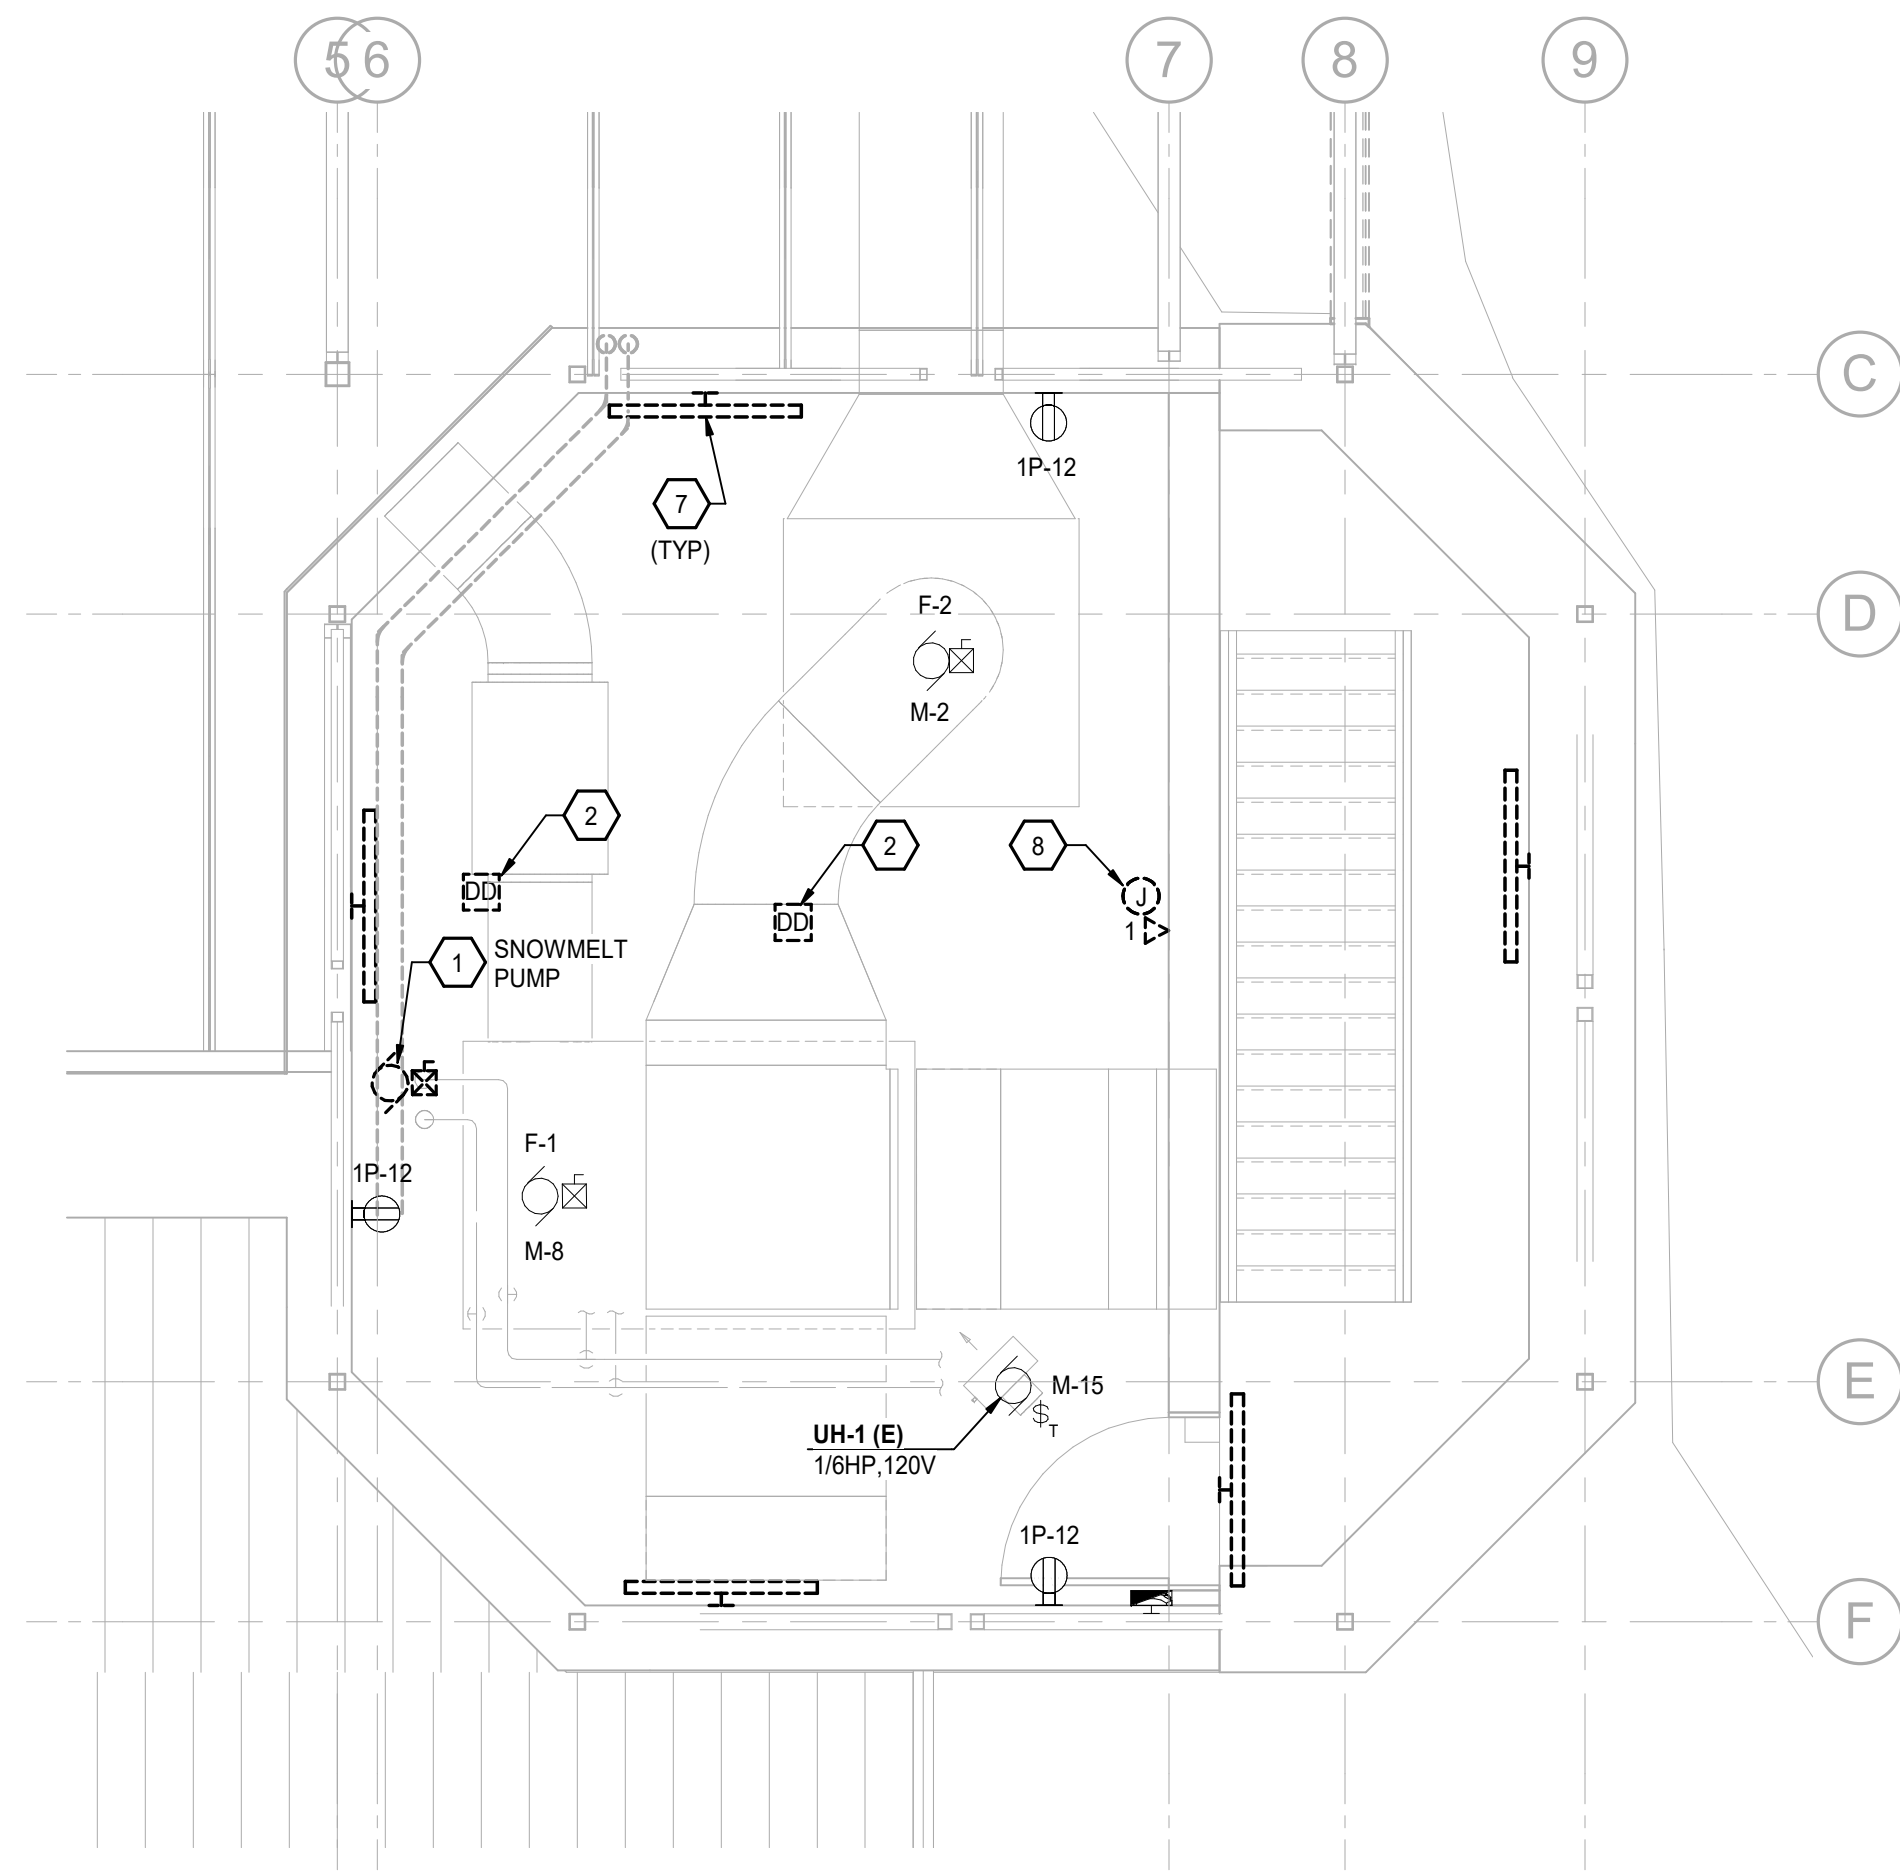 5
6
7
8
9
C
1P-12
7
(TYP)
F-2
D
M-2
2
2
8
DD
DD
J
1
1
SNOWMELT
PUMP
F-1
1P-12
M-8
M-15
E
$T
UH-1 (E)
1/6HP,120V
1P-12
F